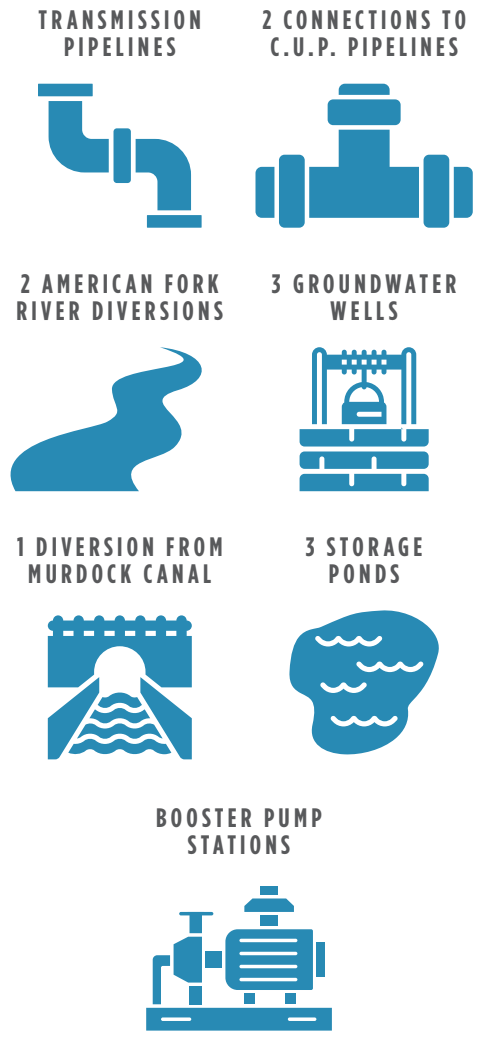 TRANSMISSION
PIPELINES
2 CONNECTIONS TO
C.U.P. PIPELINES
2 AMERICAN FORK
RIVER DIVERSIONS
3 GROUNDWATER
WELLS
1 DIVERSION FROM
MURDOCK CANAL
3 STORAGE
PONDS
BOOSTER PUMP
STATIONS